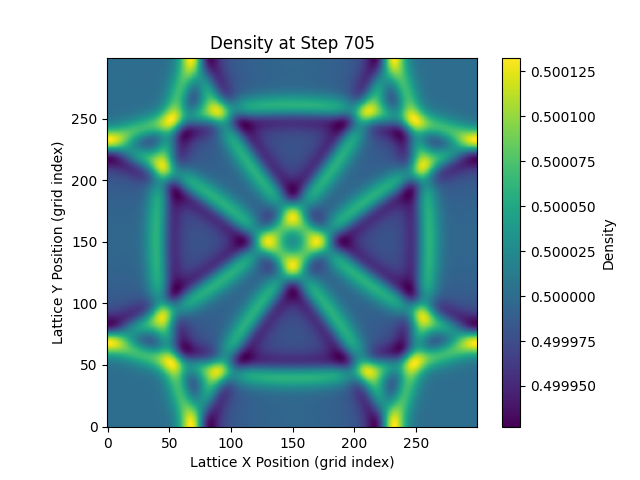 Density at Step 705
Lattice Y Position (grid index)
250
200
150
100
50
0
0 50 100 150 200 250
Lattice X Position (grid index)
0.500125
0.500100
0.500075
0.500050
0.500025
0.500000
0.499975
0.499950
Density